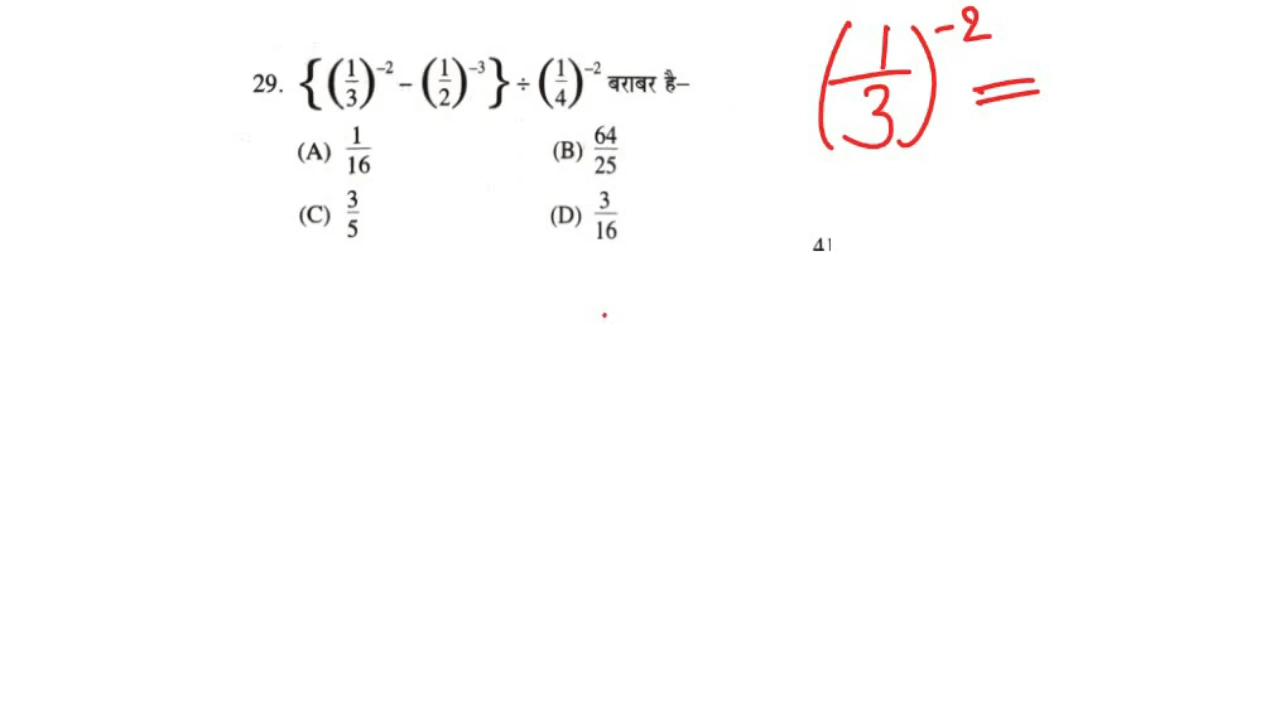 29. {(1/3)⁻² – (1/2)⁻³} ÷ (1/4)⁻² बराबर है–
(A) 1/16 (B) 64/25
(C) 3/5 (D) 3/16
(1/3)⁻² =
41